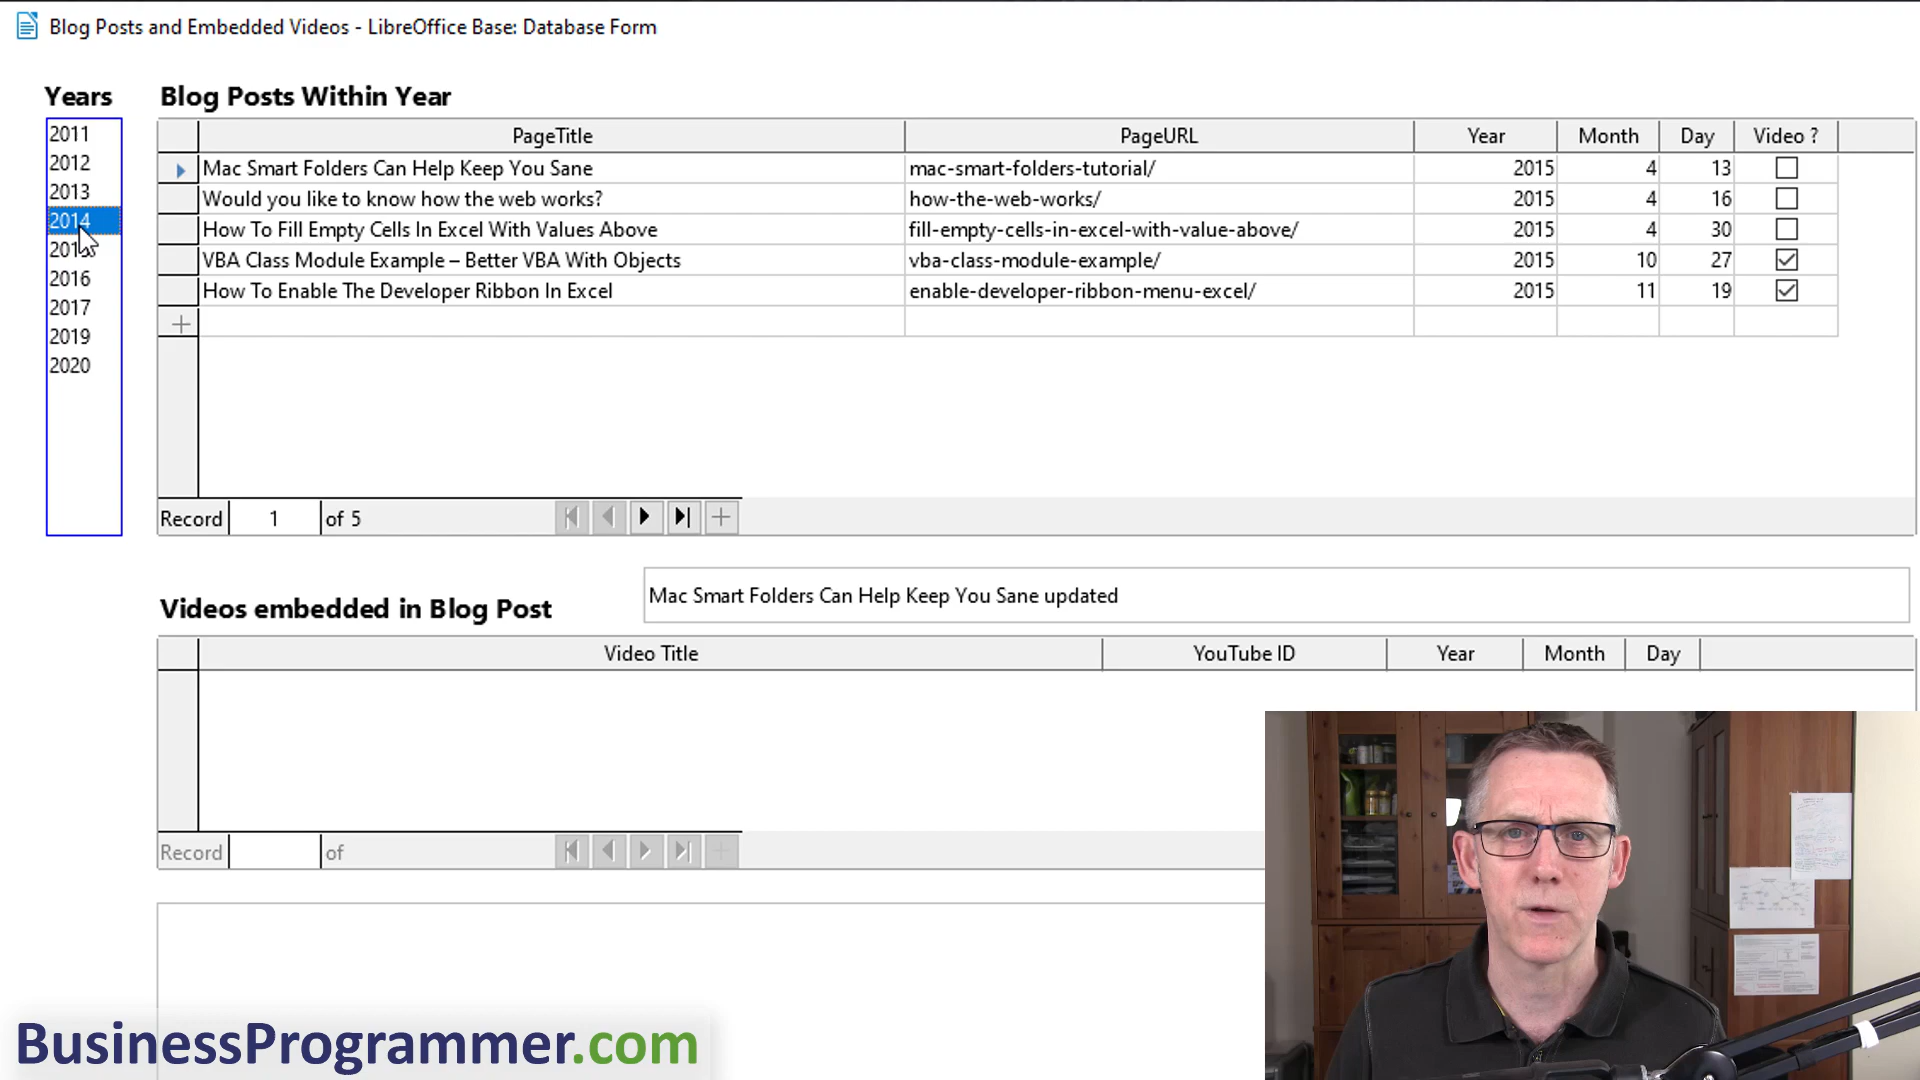 Blog Posts and Embedded Videos - LibreOffice Base: Database Form
Years
2011
2012
2013
2014
2016
2017
2019
2020
Blog Posts Within Year
PageTitle PageURL Year Month Day Video ?
Mac Smart Folders Can Help Keep You Sane mac-smart-folders-tutorial/ 2015 4 13
Would you like to know how the web works? how-the-web-works/ 2015 4 16
How To Fill Empty Cells In Excel With Values Above fill-empty-cells-in-excel-with-value-above/ 2015 4 30
VBA Class Module Example – Better VBA With Objects vba-class-module-example/ 2015 10 27
How To Enable The Developer Ribbon In Excel enable-developer-ribbon-menu-excel/ 2015 11 19
Record 1 of 5
Videos embedded in Blog Post
Mac Smart Folders Can Help Keep You Sane updated
Video Title YouTube ID Year Month Day
Record of
BusinessProgrammer.com